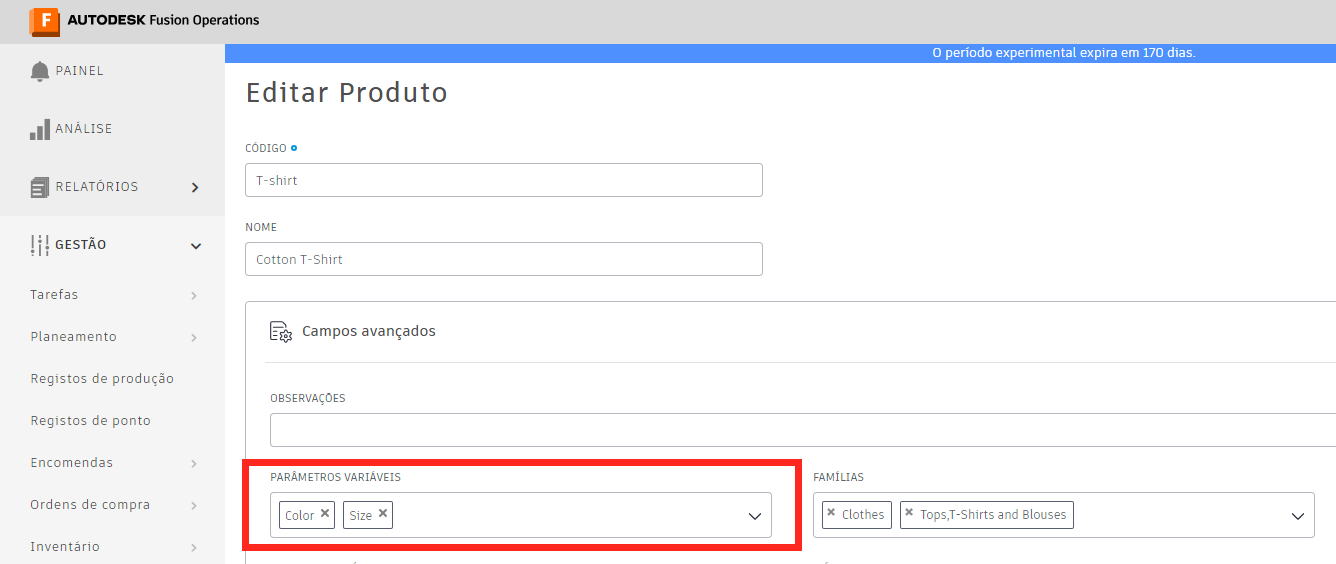 F AUTODESK Fusion Operations
O período experimental expira em 170 dias.
PAINEL
ANÁLISE
RELATÓRIOS
GESTÃO
Tarefas
Planeamento
Registos de produção
Registos de ponto
Encomendas
Ordens de compra
Inventário
Editar Produto
CÓDIGO
T-shirt
NOME
Cotton T-Shirt
Campos avançados
OBSERVAÇÕES
PARÂMETROS VARIÁVEIS
Color × Size ×
FAMÍLIAS
× Clothes × Tops,T-Shirts and Blouses